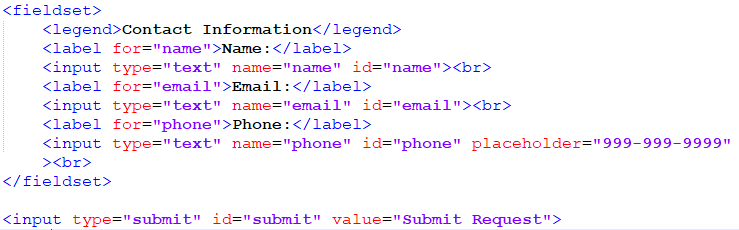 <fieldset>
    <legend>Contact Information</legend>
    <label for="name">Name:</label>
    <input type="text" name="name" id="name"><br>
    <label for="email">Email:</label>
    <input type="text" name="email" id="email"><br>
    <label for="phone">Phone:</label>
    <input type="text" name="phone" id="phone" placeholder="999-999-9999"
    ><br>
</fieldset>

<input type="submit" id="submit" value="Submit Request">